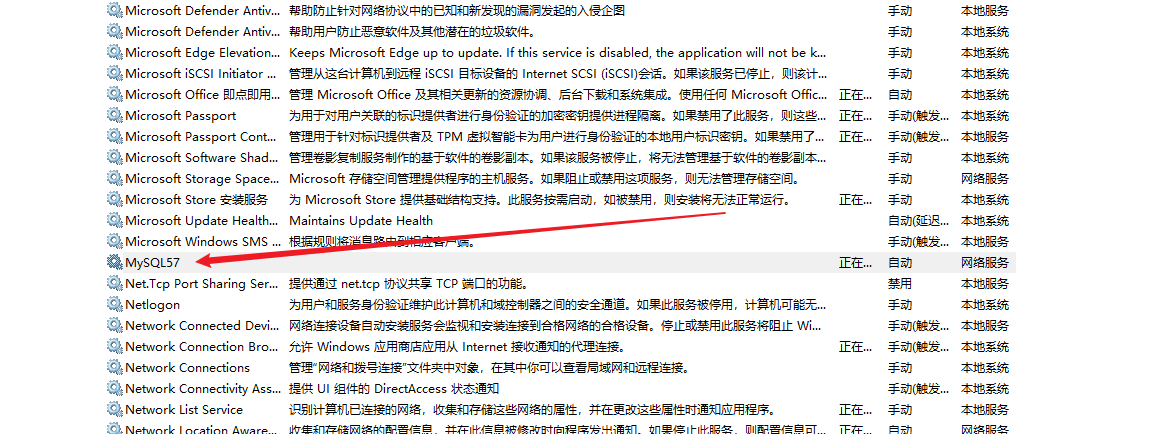 Microsoft Defender Antiv... 帮助防止针对网络协议中的已知和新发现的漏洞发起的入侵企图 手动 本地服务
Microsoft Defender Antiv... 帮助用户防止恶意软件及其他潜在的垃圾软件。 手动 本地系统
Microsoft Edge Elevation... Keeps Microsoft Edge up to update. If this service is disabled, the application will not be k... 手动 本地系统
Microsoft iSCSI Initiator ... 管理从这台计算机到远程 iSCSI 目标设备的 Internet SCSI (iSCSI)会话。如果该服务已停止，则该计... 手动 本地系统
Microsoft Office 即点即用... 管理 Microsoft Office 及其相关更新的资源协调、后台下载和系统集成。使用任何 Microsoft Offic... 正在... 自动 本地系统
Microsoft Passport 为用于对用户关联的标识提供者进行身份验证的加密密钥提供进程隔离。如果禁用了此服务，则这些... 正在... 手动(触发... 本地系统
Microsoft Passport Cont... 管理用于针对标识提供者及 TPM 虚拟智能卡为用户进行身份验证的本地用户标识密钥。如果禁用了... 正在... 手动(触发... 本地服务
Microsoft Software Shad... 管理卷影复制服务制作的基于软件的卷影副本。如果该服务被停止，将无法管理基于软件的卷影副本... 手动 本地系统
Microsoft Storage Space... Microsoft 存储空间管理提供程序的主机服务。如果阻止或禁用这项服务，则无法管理存储空间。 手动 网络服务
Microsoft Store 安装服务 为 Microsoft Store 提供基础结构支持。此服务按需启动，如被禁用，则安装将无法正常运行。 正在... 手动 本地系统
Microsoft Update Health... Maintains Update Health 自动(延迟... 本地系统
Microsoft Windows SMS ... 根据规则将消息路由到相应客户端。 手动(触发... 本地服务
MySQL57 正在... 自动 网络服务
Net.Tcp Port Sharing Ser... 提供通过 net.tcp 协议共享 TCP 端口的功能。 禁用 本地服务
Netlogon 为用户和服务身份验证维护此计算机和域控制器之间的安全通道。如果此服务被停用，计算机可能无... 手动 本地系统
Network Connected Devi... 网络连接设备自动安装服务会监视和安装连接到合格网络的合格设备。停止或禁用此服务将阻止 Wi... 手动(触发... 本地服务
Network Connection Bro... 允许 Windows 应用商店应用从 Internet 接收通知的代理连接。 正在... 手动(触发... 本地系统
Network Connections 管理“网络和拨号连接”文件夹中对象，在其中你可以查看局域网和远程连接。 手动 本地系统
Network Connectivity Ass... 提供 UI 组件的 DirectAccess 状态通知 手动(触发... 本地系统
Network List Service 识别计算机已连接的网络，收集和存储这些网络的属性，并在更改这些属性时通知应用程序。 正在... 手动 本地服务
Network Location Aware... 收集和存储网络的配置信息，并在此信息被修改时向程序发出通知。如果停止此服务，则配置信息可... 正在... 自动 网络服务